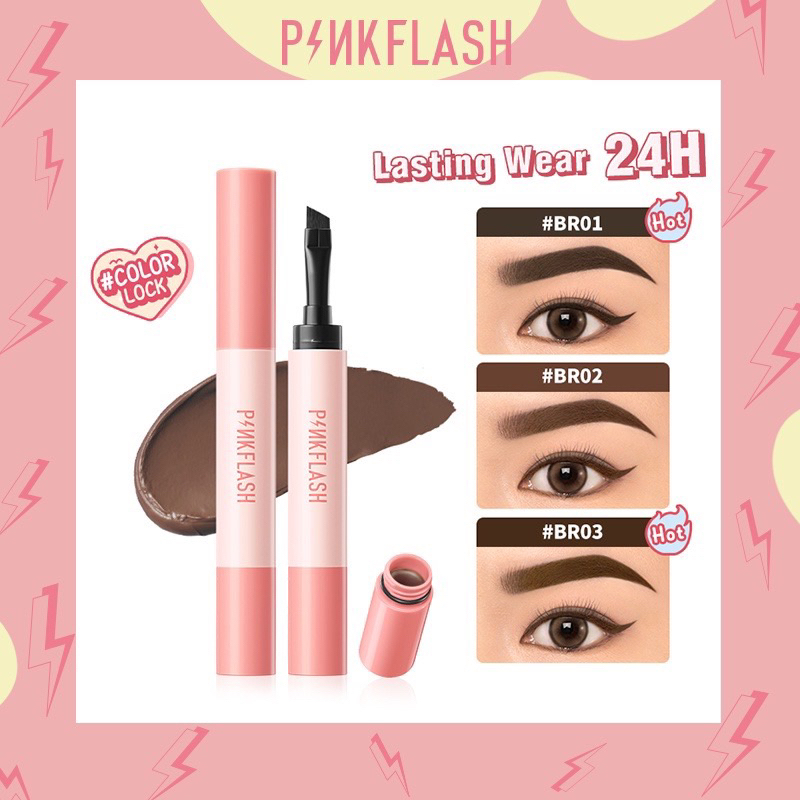 PINKFLASH
Lasting Wear 24H
#COLOR
LOCK
PINKFLASH
PINKFLASH
#BR01
Hot
#BR02
#BR03
Hot